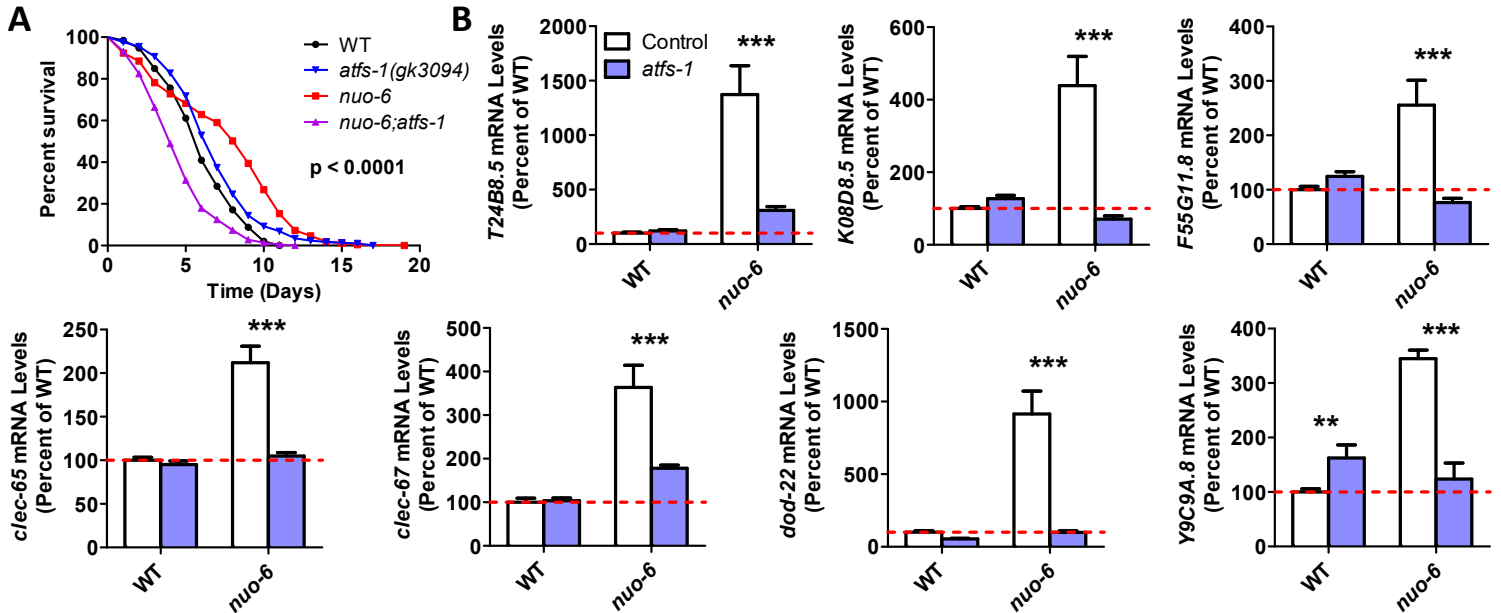 A
Percent survival
100
80
60
40
20
0
0 5 10 15 20
Time (Days)
WT
atfs-1(gk3094)
nuo-6
nuo-6;atfs-1
p < 0.0001
B
T24B8.5 mRNA Levels
(Percent of WT)
2000
1500
1000
500
0
Control
atfs-1
***
WT nuo-6
K08D8.5 mRNA Levels
(Percent of WT)
600
400
200
0
***
WT nuo-6
F55G11.8 mRNA Levels
(Percent of WT)
400
300
200
100
0
***
WT nuo-6
clec-65 mRNA Levels
(Percent of WT)
250
200
150
100
50
0
***
WT nuo-6
clec-67 mRNA Levels
(Percent of WT)
500
400
300
200
100
0
***
WT nuo-6
dod-22 mRNA Levels
(Percent of WT)
1500
1000
500
0
***
WT nuo-6
Y9C9A.8 mRNA Levels
(Percent of WT)
400
300
200
100
0
**
***
WT nuo-6